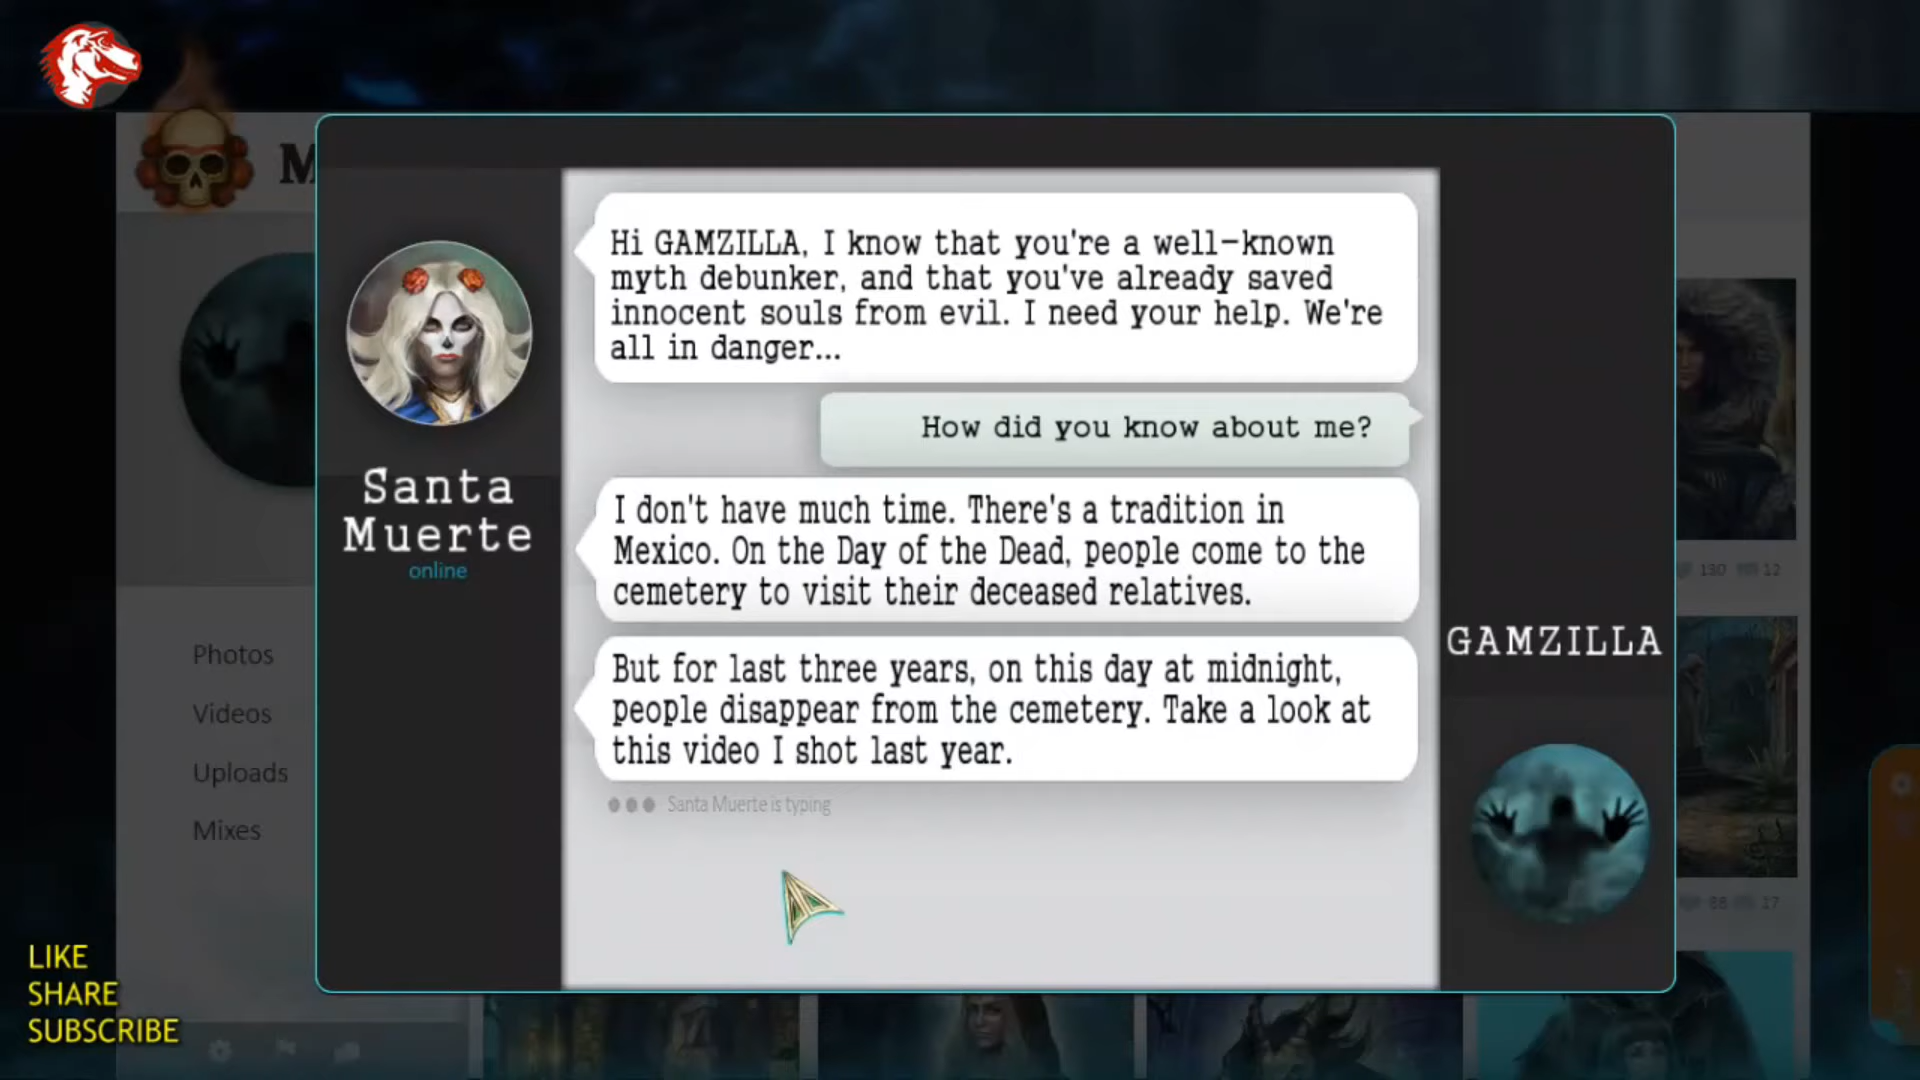 M
Hi GAMZILLA, I know that you're a well-known
myth debunker, and that you've already saved
innocent souls from evil. I need your help. We're
all in danger...
How did you know about me?
Santa
Muerte
online
I don't have much time. There's a tradition in
Mexico. On the Day of the Dead, people come to the
cemetery to visit their deceased relatives.
But for last three years, on this day at midnight,
people disappear from the cemetery. Take a look at
this video I shot last year.
Santa Muerte is typing
GAMZILLA
Photos
Videos
Uploads
Mixes
130 12
17
LIKE
SHARE
SUBSCRIBE